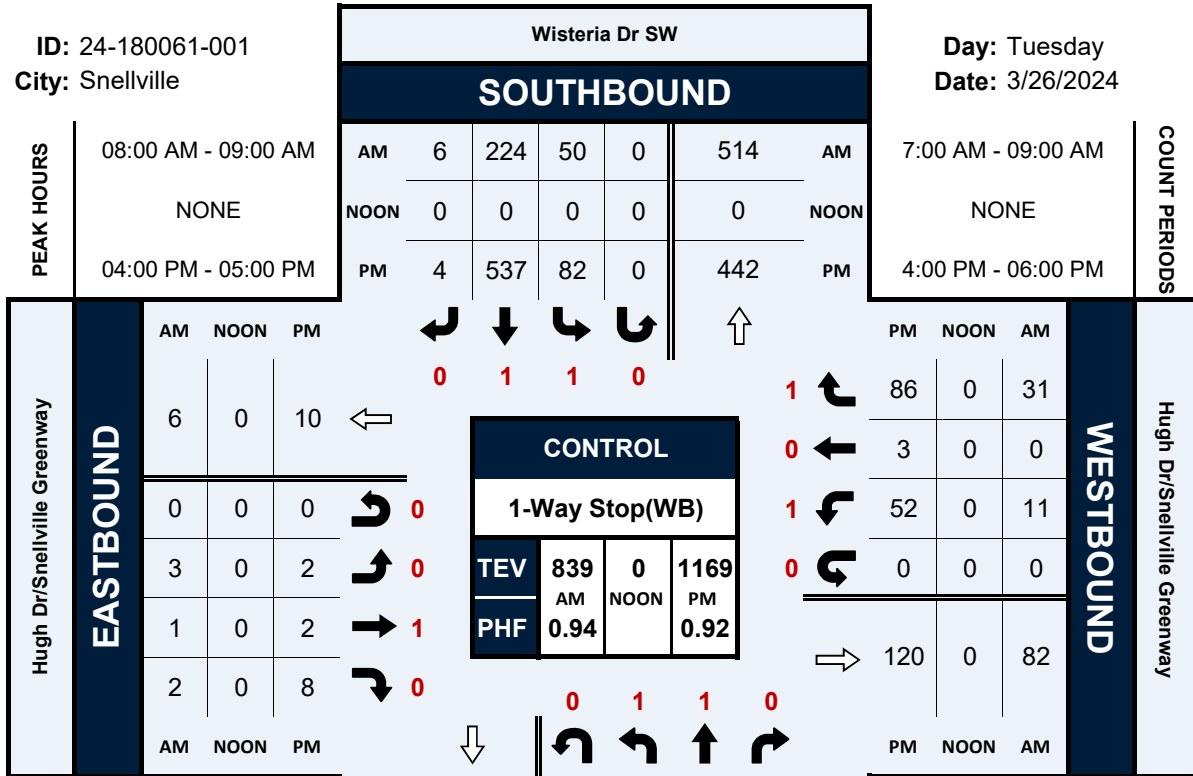 Wisteria Dr SW
ID: 24-180061-001
City: Snellville
Day: Tuesday
Date: 3/26/2024
SOUTHBOUND
PEAK HOURS
08:00 AM - 09:00 AM
NONE
04:00 PM - 05:00 PM
AM 6 224 50 0 514 AM
NOON 0 0 0 0 0 NOON
PM 4 537 82 0 442 PM
7:00 AM - 09:00 AM
NONE
4:00 PM - 06:00 PM
COUNT PERIODS
0 1 1 0
Hugh Dr/Snellville Greenway
EASTBOUND
AM NOON PM
6 0 10
0 0 0 0
3 0 2 0
1 0 2 1
2 0 8 0
AM NOON PM
CONTROL
1-Way Stop(WB)
TEV 839 0 1169
AM NOON PM
PHF 0.94 0.92
PM NOON AM
1 86 0 31
0 3 0 0
1 52 0 11
0 0 0 0
120 0 82
PM NOON AM
WESTBOUND
Hugh Dr/Snellville Greenway
0 1 1 0